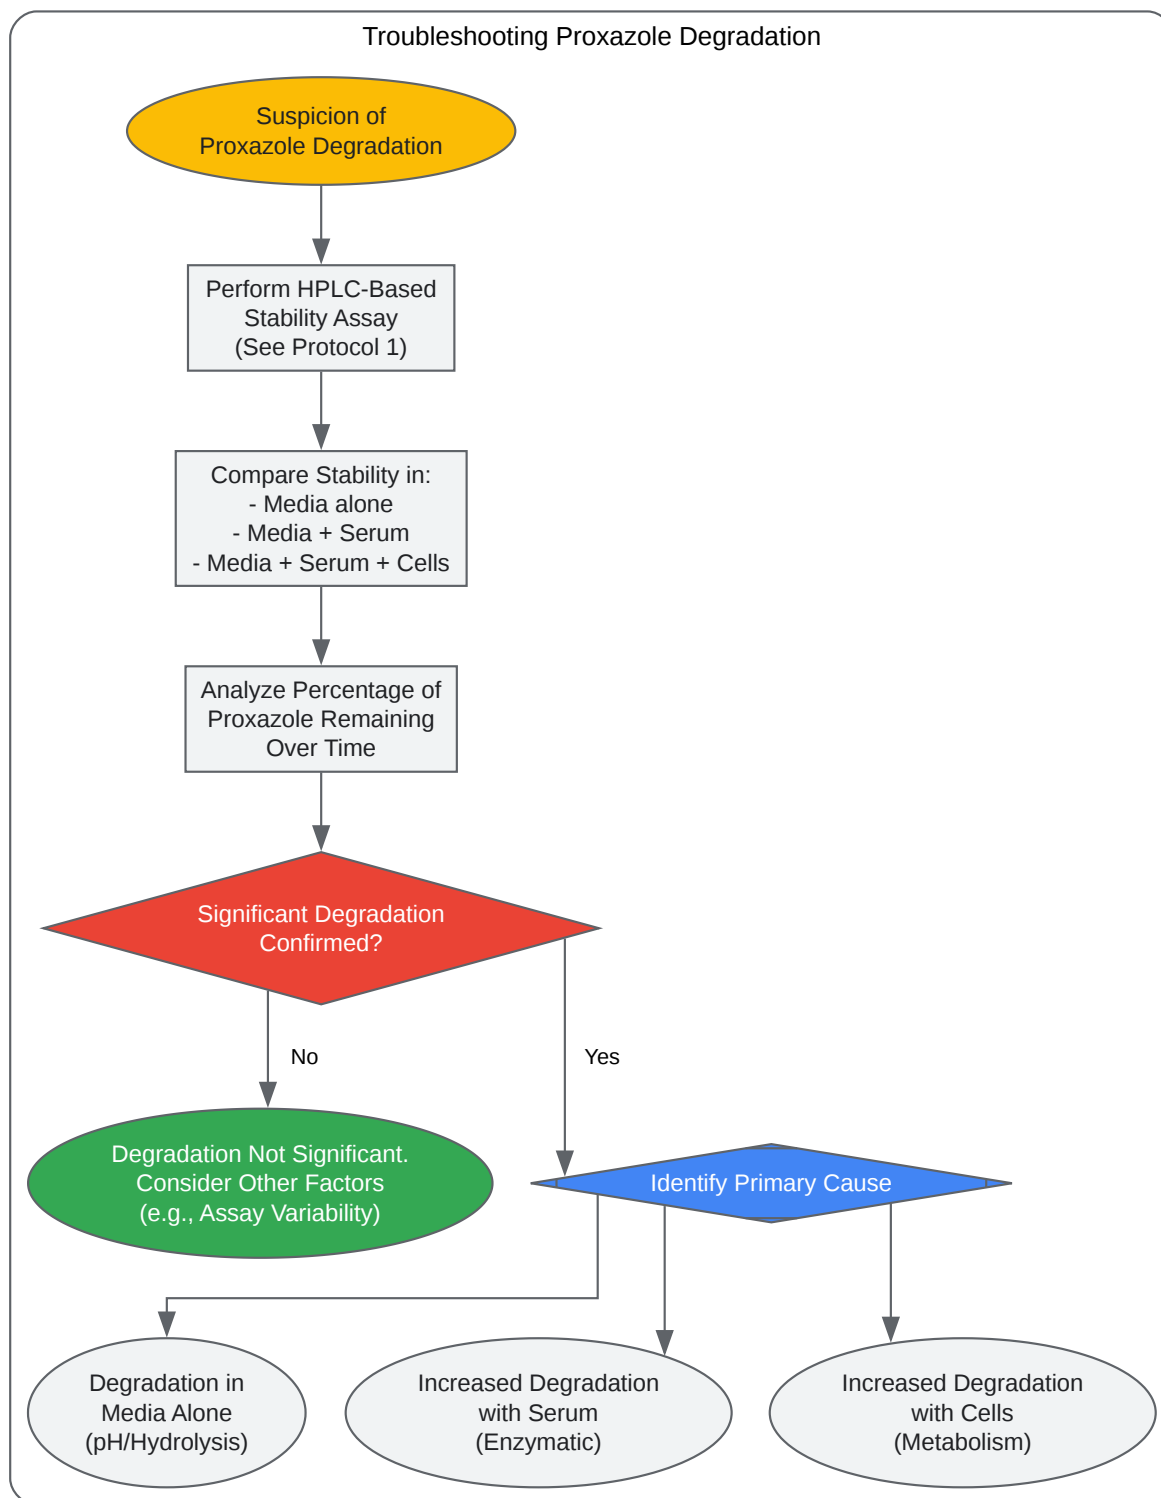 Troubleshooting Proxazole Degradation
Suspicion of
Proxazole Degradation
Perform HPLC-Based
Stability Assay
(See Protocol 1)
Compare Stability in:
- Media alone
- Media + Serum
- Media + Serum + Cells
Analyze Percentage of
Proxazole Remaining
Over Time
Significant Degradation
Confirmed?
No
Yes
Degradation Not Significant.
Consider Other Factors
(e.g., Assay Variability)
Identify Primary Cause
Degradation in
Media Alone
(pH/Hydrolysis)
Increased Degradation
with Serum
(Enzymatic)
Increased Degradation
with Cells
(Metabolism)